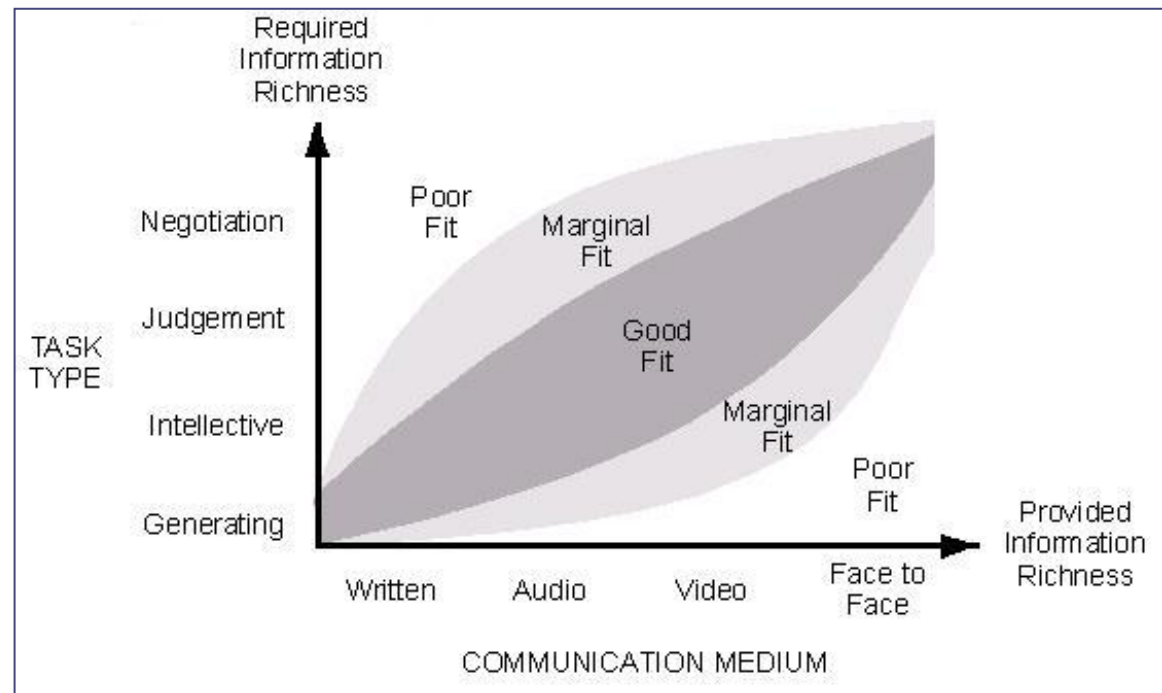 Required
Information
Richness
Poor
Fit
Negotiation
Marginal
Fit
Judgement
Good
Fit
TASK
TYPE
Intellective
Marginal
Fit
Poor
Fit
Generating
Provided
Information
Richness
Written
Audio
Video
Face to
Face
COMMUNICATION MEDIUM